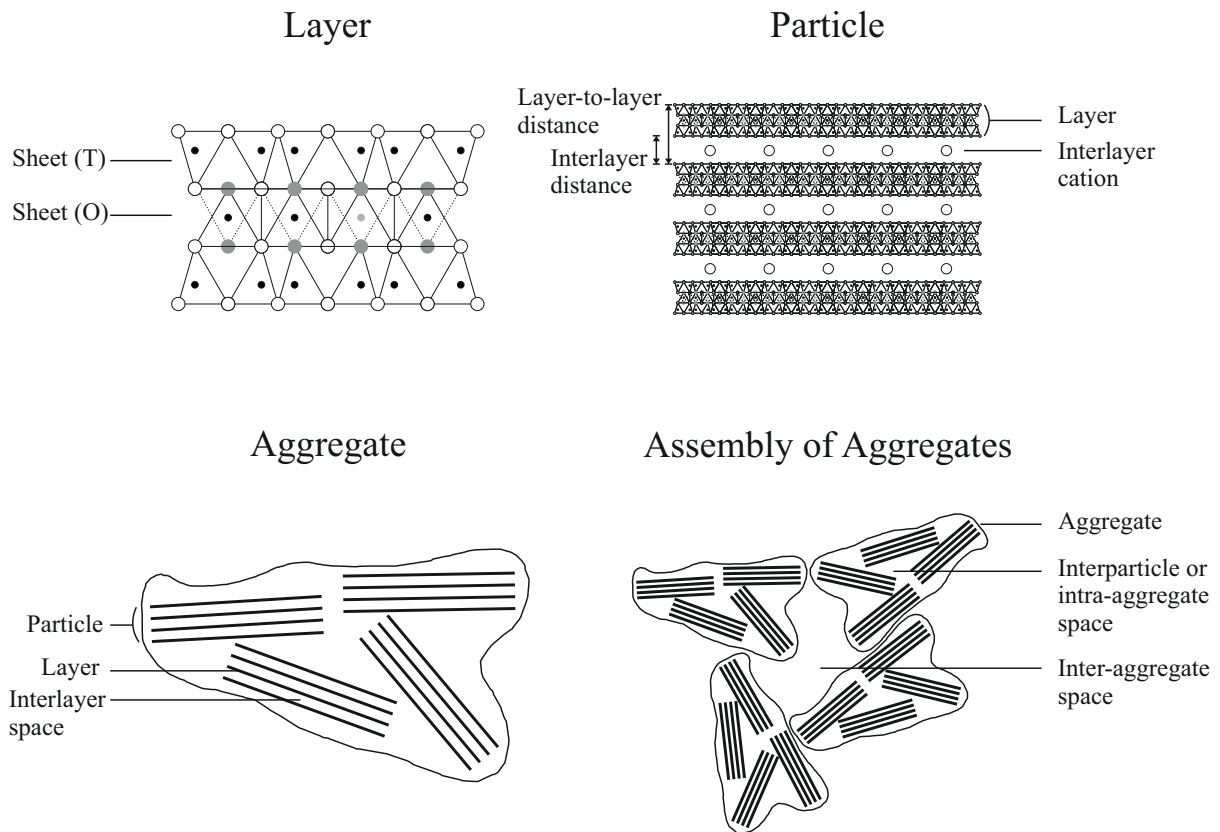 Layer
Sheet (T)
Sheet (O)
Particle
Layer-to-layer
distance
Interlayer
distance
Layer
Interlayer
cation
Aggregate
Particle
Layer
Interlayer
space
Assembly of Aggregates
Aggregate
Interparticle or
intra-aggregate
space
Inter-aggregate
space